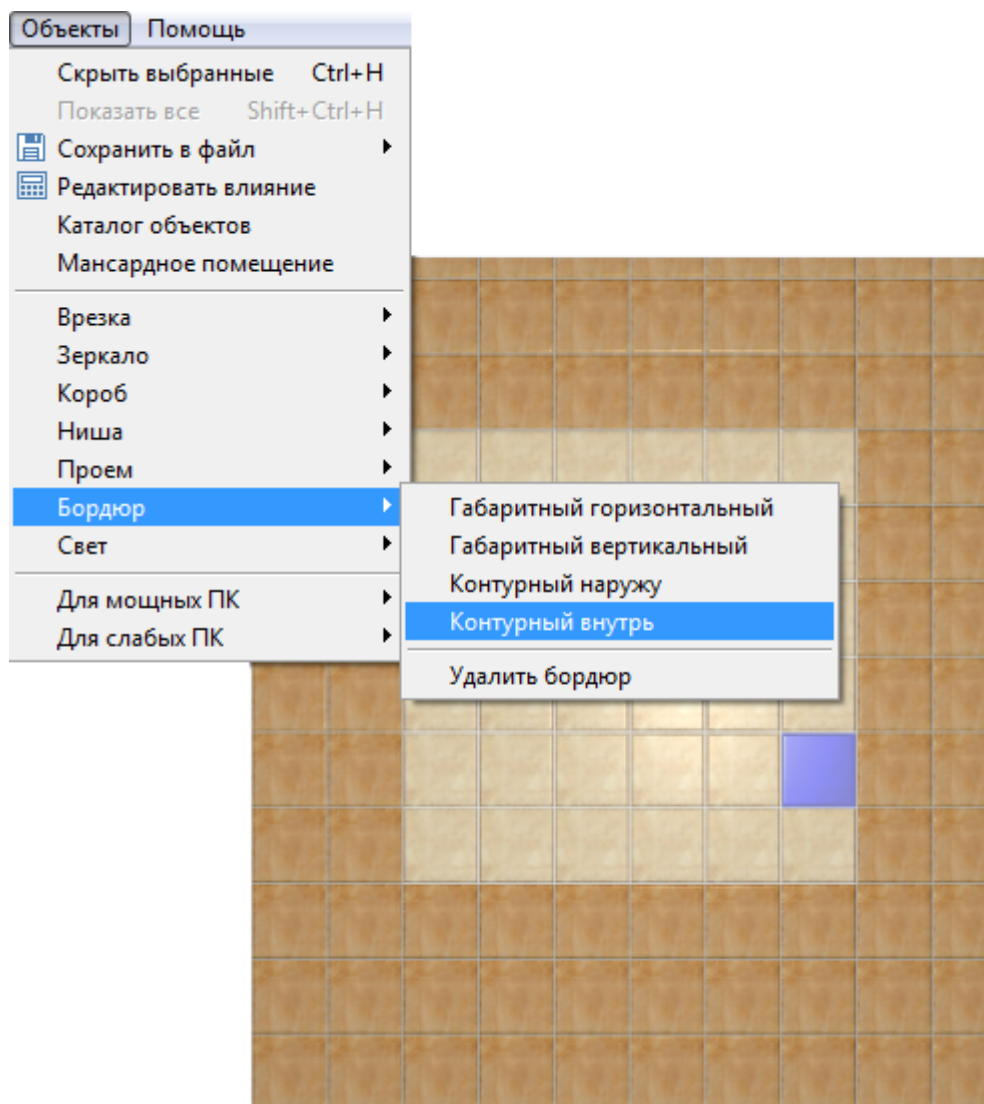 Объекты Помощь
Скрыть выбранные Ctrl+H
Показать все Shift+Ctrl+H
Сохранить в файл
Редактировать влияние
Каталог объектов
Мансардное помещение
Врезка
Зеркало
Короб
Ниша
Проем
Бордюр
Свет
Для мощных ПК
Для слабых ПК
Габаритный горизонтальный
Габаритный вертикальный
Контурный наружу
Контурный внутрь
Удалить бордюр